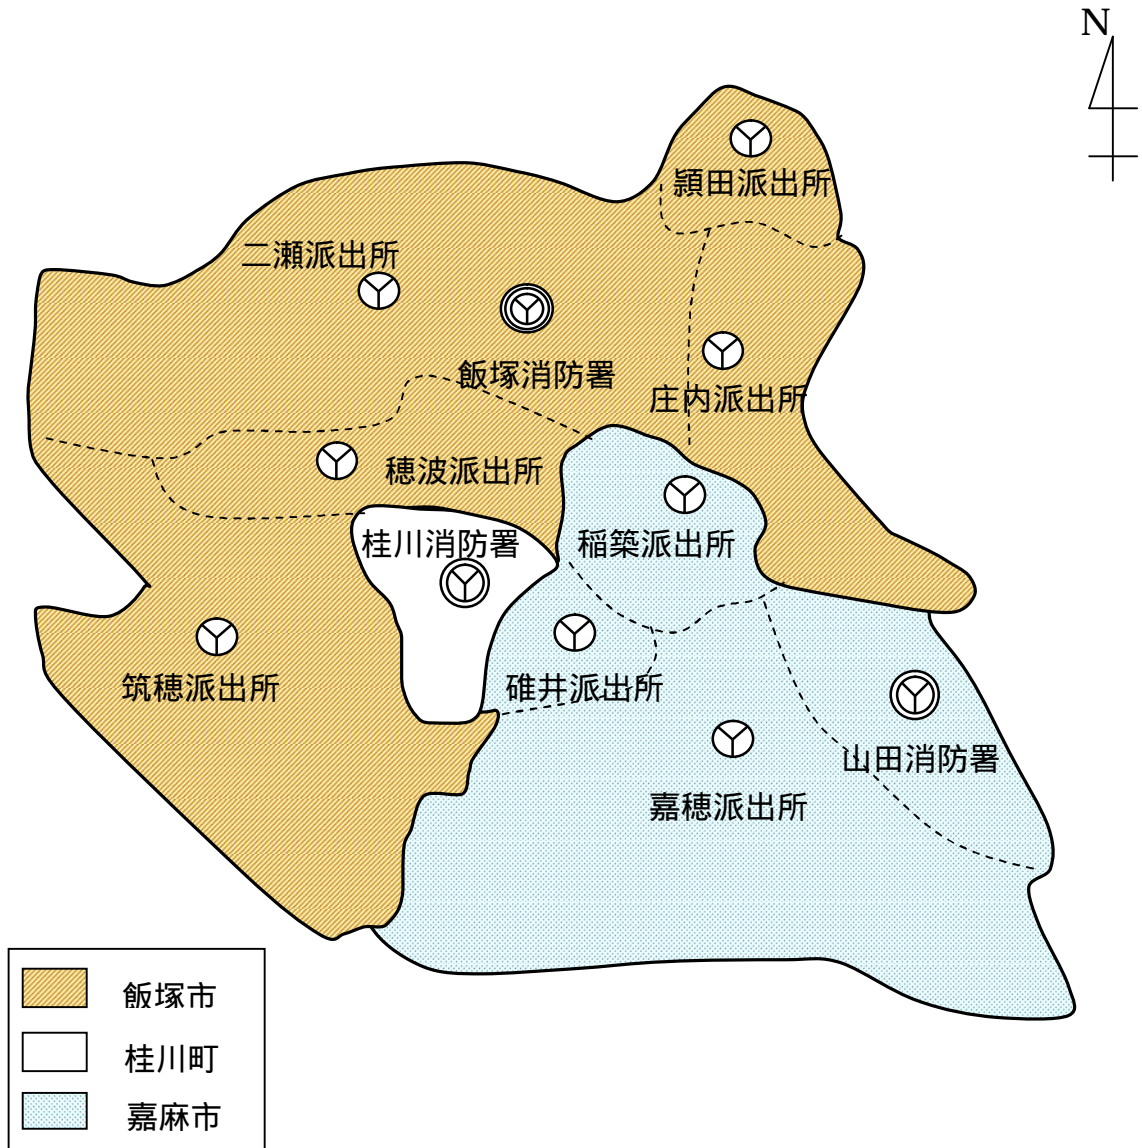 N
頴田派出所
二瀬派出所
飯塚消防署
庄内派出所
穂波派出所
桂川消防署
稲築派出所
筑穂派出所
碓井派出所
山田消防署
嘉穂派出所
飯塚市
桂川町
嘉麻市